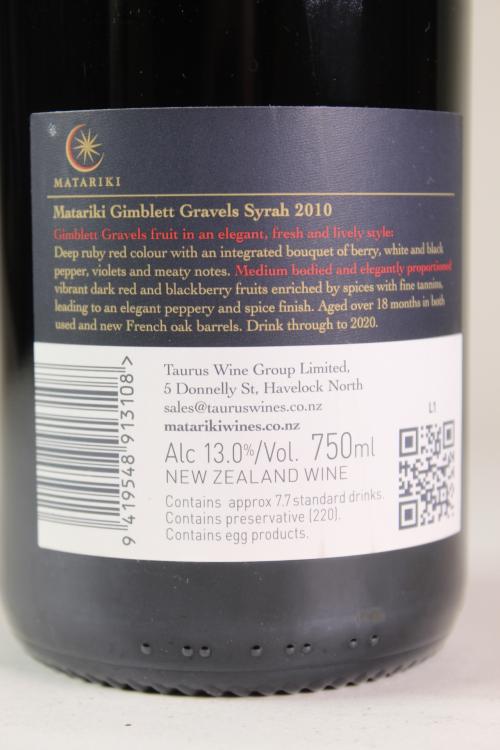 MATARIKI
Matariki Gimblett Gravels Syrah 2010
Gimblett Gravels fruit in an elegant, fresh and lively style:
Deep ruby red colour with an integrated bouquet of berry, white and black
pepper, violets and meaty notes. Medium bodied and elegantly proportioned
vibrant dark red and blackberry fruits enriched by spices with fine tannins,
leading to an elegant peppery and spice finish. Aged over 18 months in both
used and new French oak barrels. Drink through to 2020.
9 419548 913108>
Taurus Wine Group Limited,
5 Donnelly St, Havelock North
sales@tauruswines.co.nz
matarikiwines.co.nz
Alc 13.0%/Vol. 750ml
NEW ZEALAND WINE
Contains approx 7.7 standard drinks.
Contains preservative (220).
Contains egg products.
L1